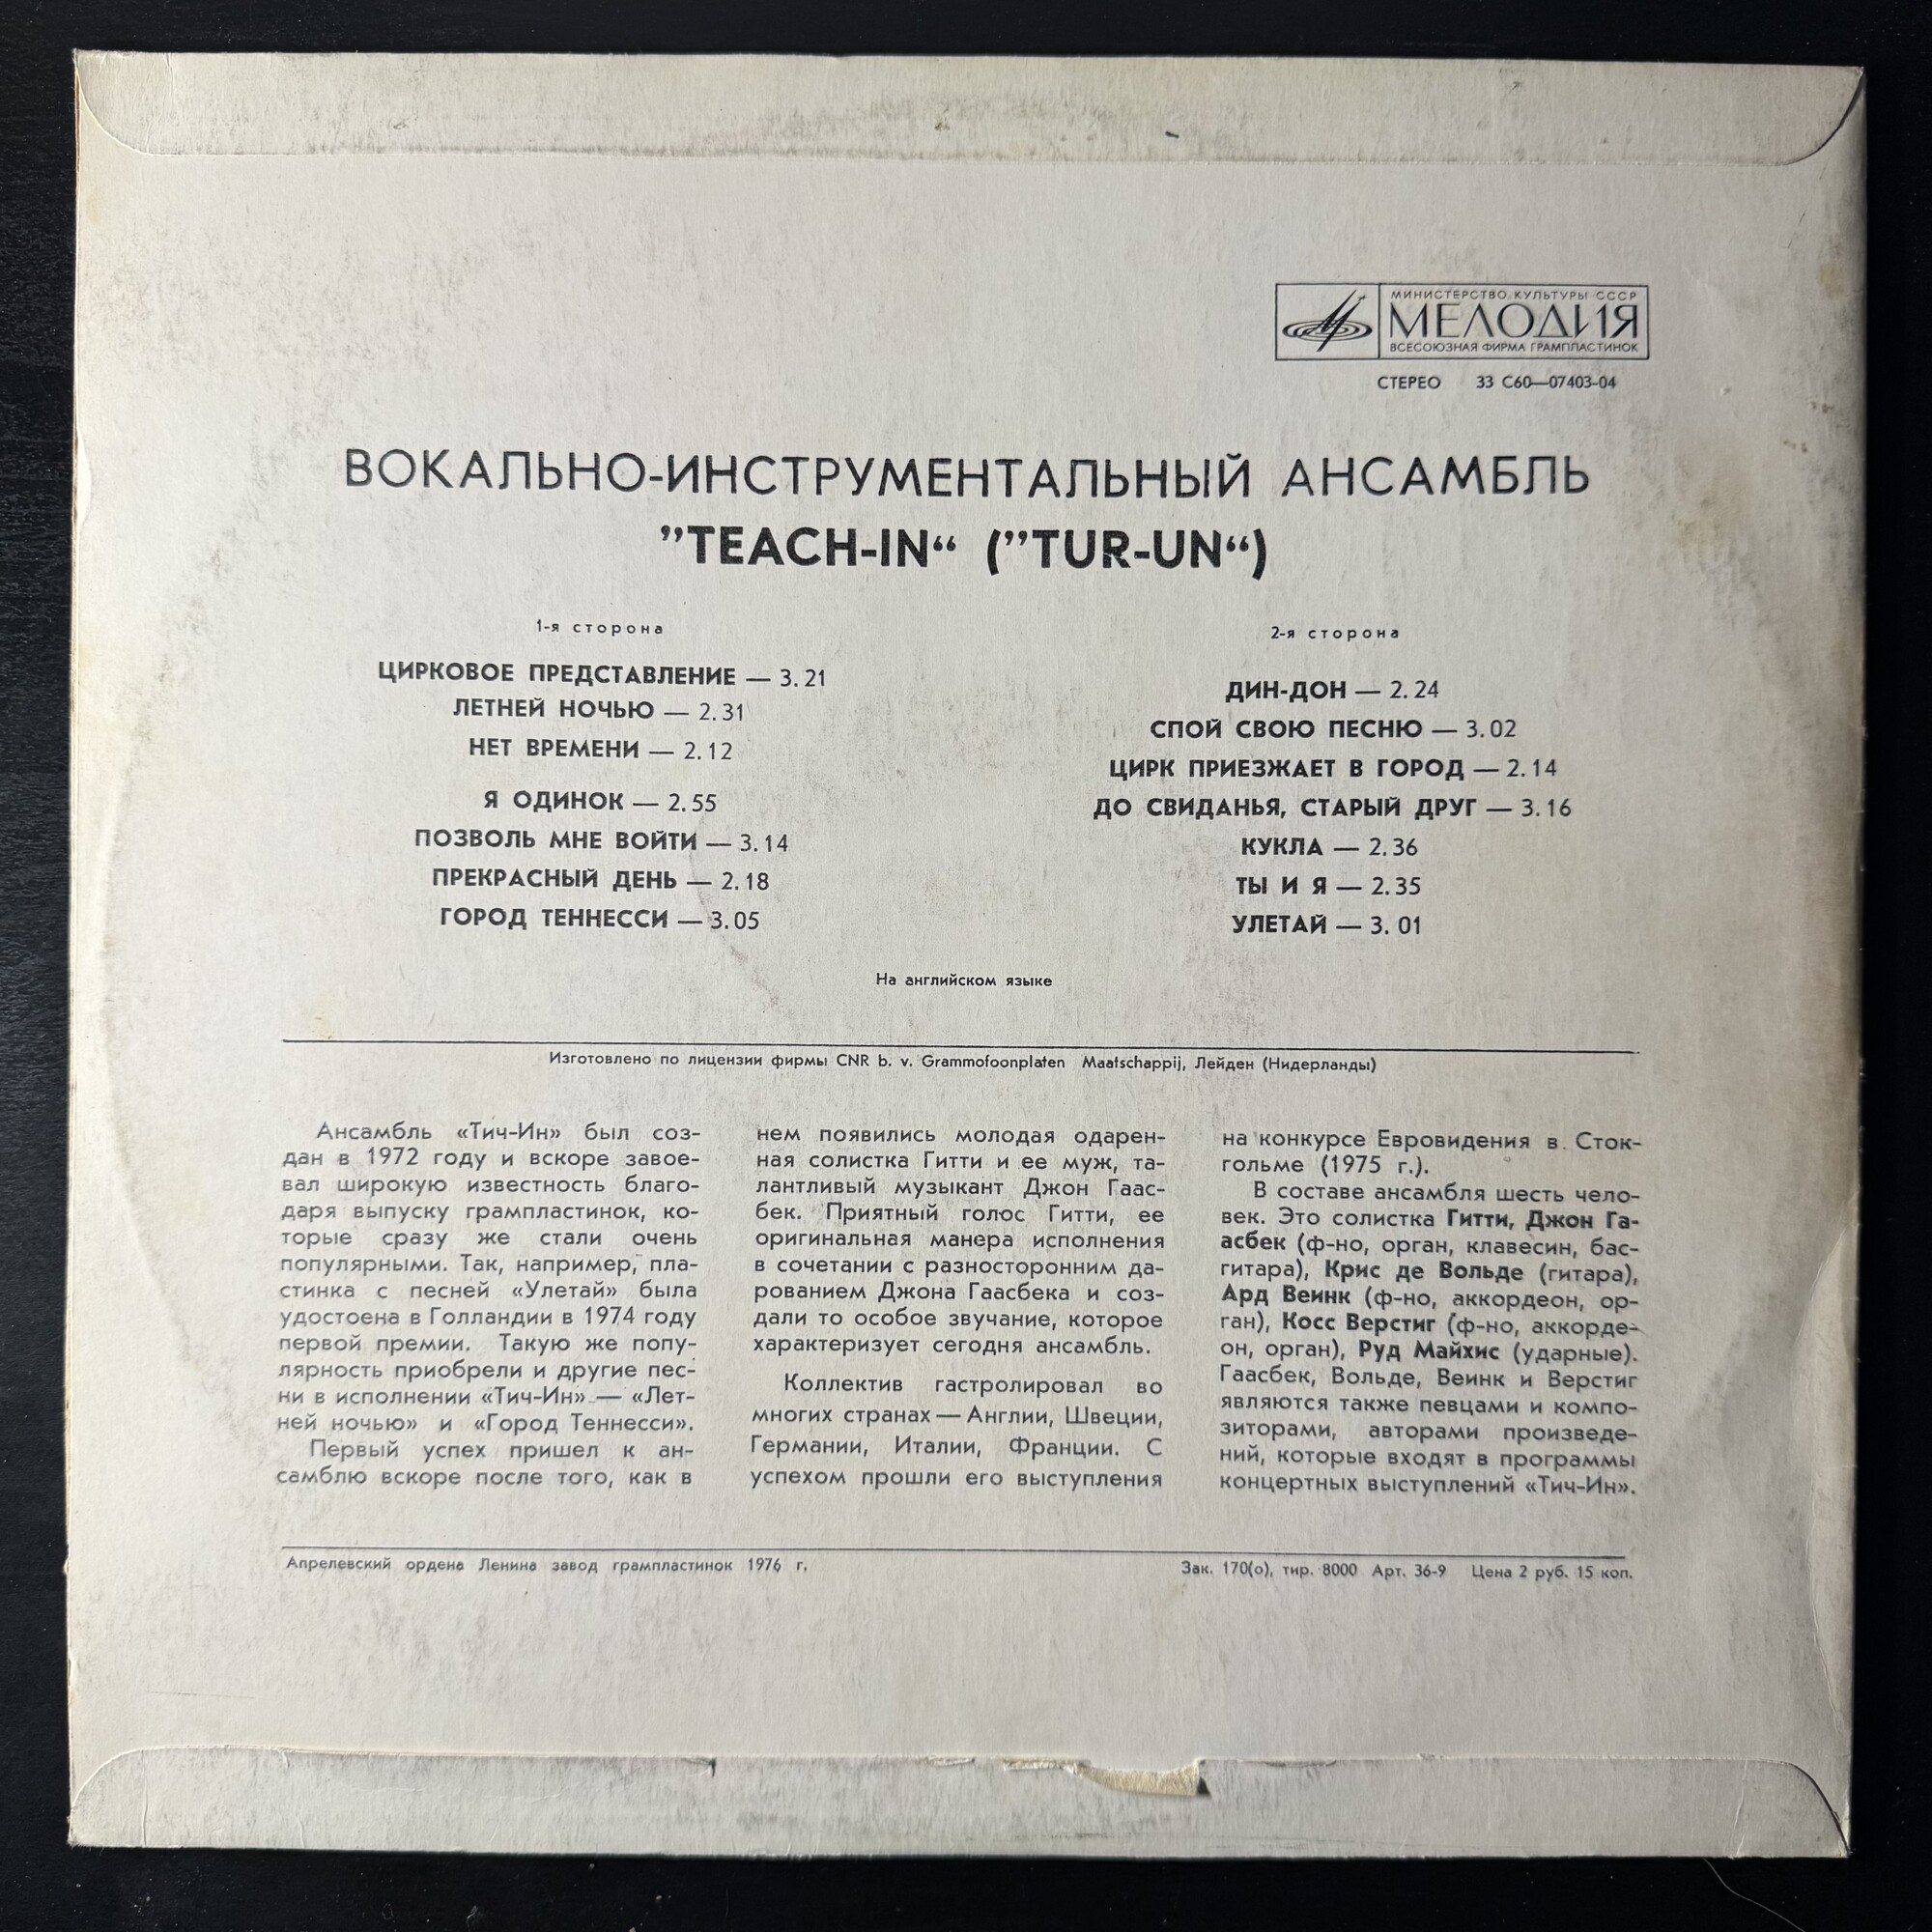 МИНИСТЕРСТВО КУЛЬТУРЫ СССР
МЕЛОДИЯ
ВСЕСОЮЗНАЯ ФИРМА ГРАМПЛАСТИНОК
СТЕРЕО 33 С60—07403-04
ВОКАЛЬНО-ИНСТРУМЕНТАЛЬНЫЙ АНСАМБЛЬ
”TEACH-IN“ (”TUR-UN“)
1-я сторона
ЦИРКОВОЕ ПРЕДСТАВЛЕНИЕ — 3.21
ЛЕТНЕЙ НОЧЬЮ — 2.31
НЕТ ВРЕМЕНИ — 2.12
Я ОДИНОК — 2.55
ПОЗВОЛЬ МНЕ ВОЙТИ — 3.14
ПРЕКРАСНЫЙ ДЕНЬ — 2.18
ГОРОД ТЕННЕССИ — 3.05
2-я сторона
ДИН-ДОН — 2.24
СПОЙ СВОЮ ПЕСНЮ — 3.02
ЦИРК ПРИЕЗЖАЕТ В ГОРОД — 2.14
ДО СВИДАНЬЯ, СТАРЫЙ ДРУГ — 3.16
КУКЛА — 2.36
ТЫ И Я — 2.35
УЛЕТАЙ — 3.01
На английском языке
Изготовлено по лицензии фирмы CNR b. v. Grammofoonplaten Maatschappij, Лейден (Нидерланды)
Ансамбль «Тич-Ин» был соз-
дан в 1972 году и вскоре завое-
вал широкую известность благо-
даря выпуску грампластинок, ко-
торые сразу же стали очень
популярными. Так, например, пла-
стинка с песней «Улетай» была
удостоена в Голландии в 1974 году
первой премии. Такую же попу-
лярность приобрели и другие пес-
ни в исполнении «Тич-Ин» — «Лет-
ней ночью» и «Город Теннесси».
Первый успех пришел к ан-
самблю вскоре после того, как в
нем появились молодая одарен-
ная солистка Гитти и ее муж, та-
лантливый музыкант Джон Гаас-
бек. Приятный голос Гитти, ее
оригинальная манера исполнения
в сочетании с разносторонним да-
рованием Джона Гаасбека и соз-
дали то особое звучание, которое
характеризует сегодня ансамбль.
Коллектив гастролировал во
многих странах — Англии, Швеции,
Германии, Италии, Франции. С
успехом прошли его выступления
на конкурсе Евровидения в Сток-
гольме (1975 г.).
В составе ансамбля шесть чело-
век. Это солистка Гитти, Джон Га-
асбек (ф-но, орган, клавесин, бас-
гитара), Крис де Вольде (гитара),
Ард Веинк (ф-но, аккордеон, ор-
ган), Косс Верстиг (ф-но, аккорде-
он, орган), Руд Майхис (ударные).
Гаасбек, Вольде, Веинк и Верстиг
являются также певцами и компо-
зиторами, авторами произведе-
ний, которые входят в программы
концертных выступлений «Тич-Ин».
Апрелевский ордена Ленина завод грампластинок 1976 г.
Зак. 170(о), тир. 8000 Арт. 36-9 Цена 2 руб. 15 коп.